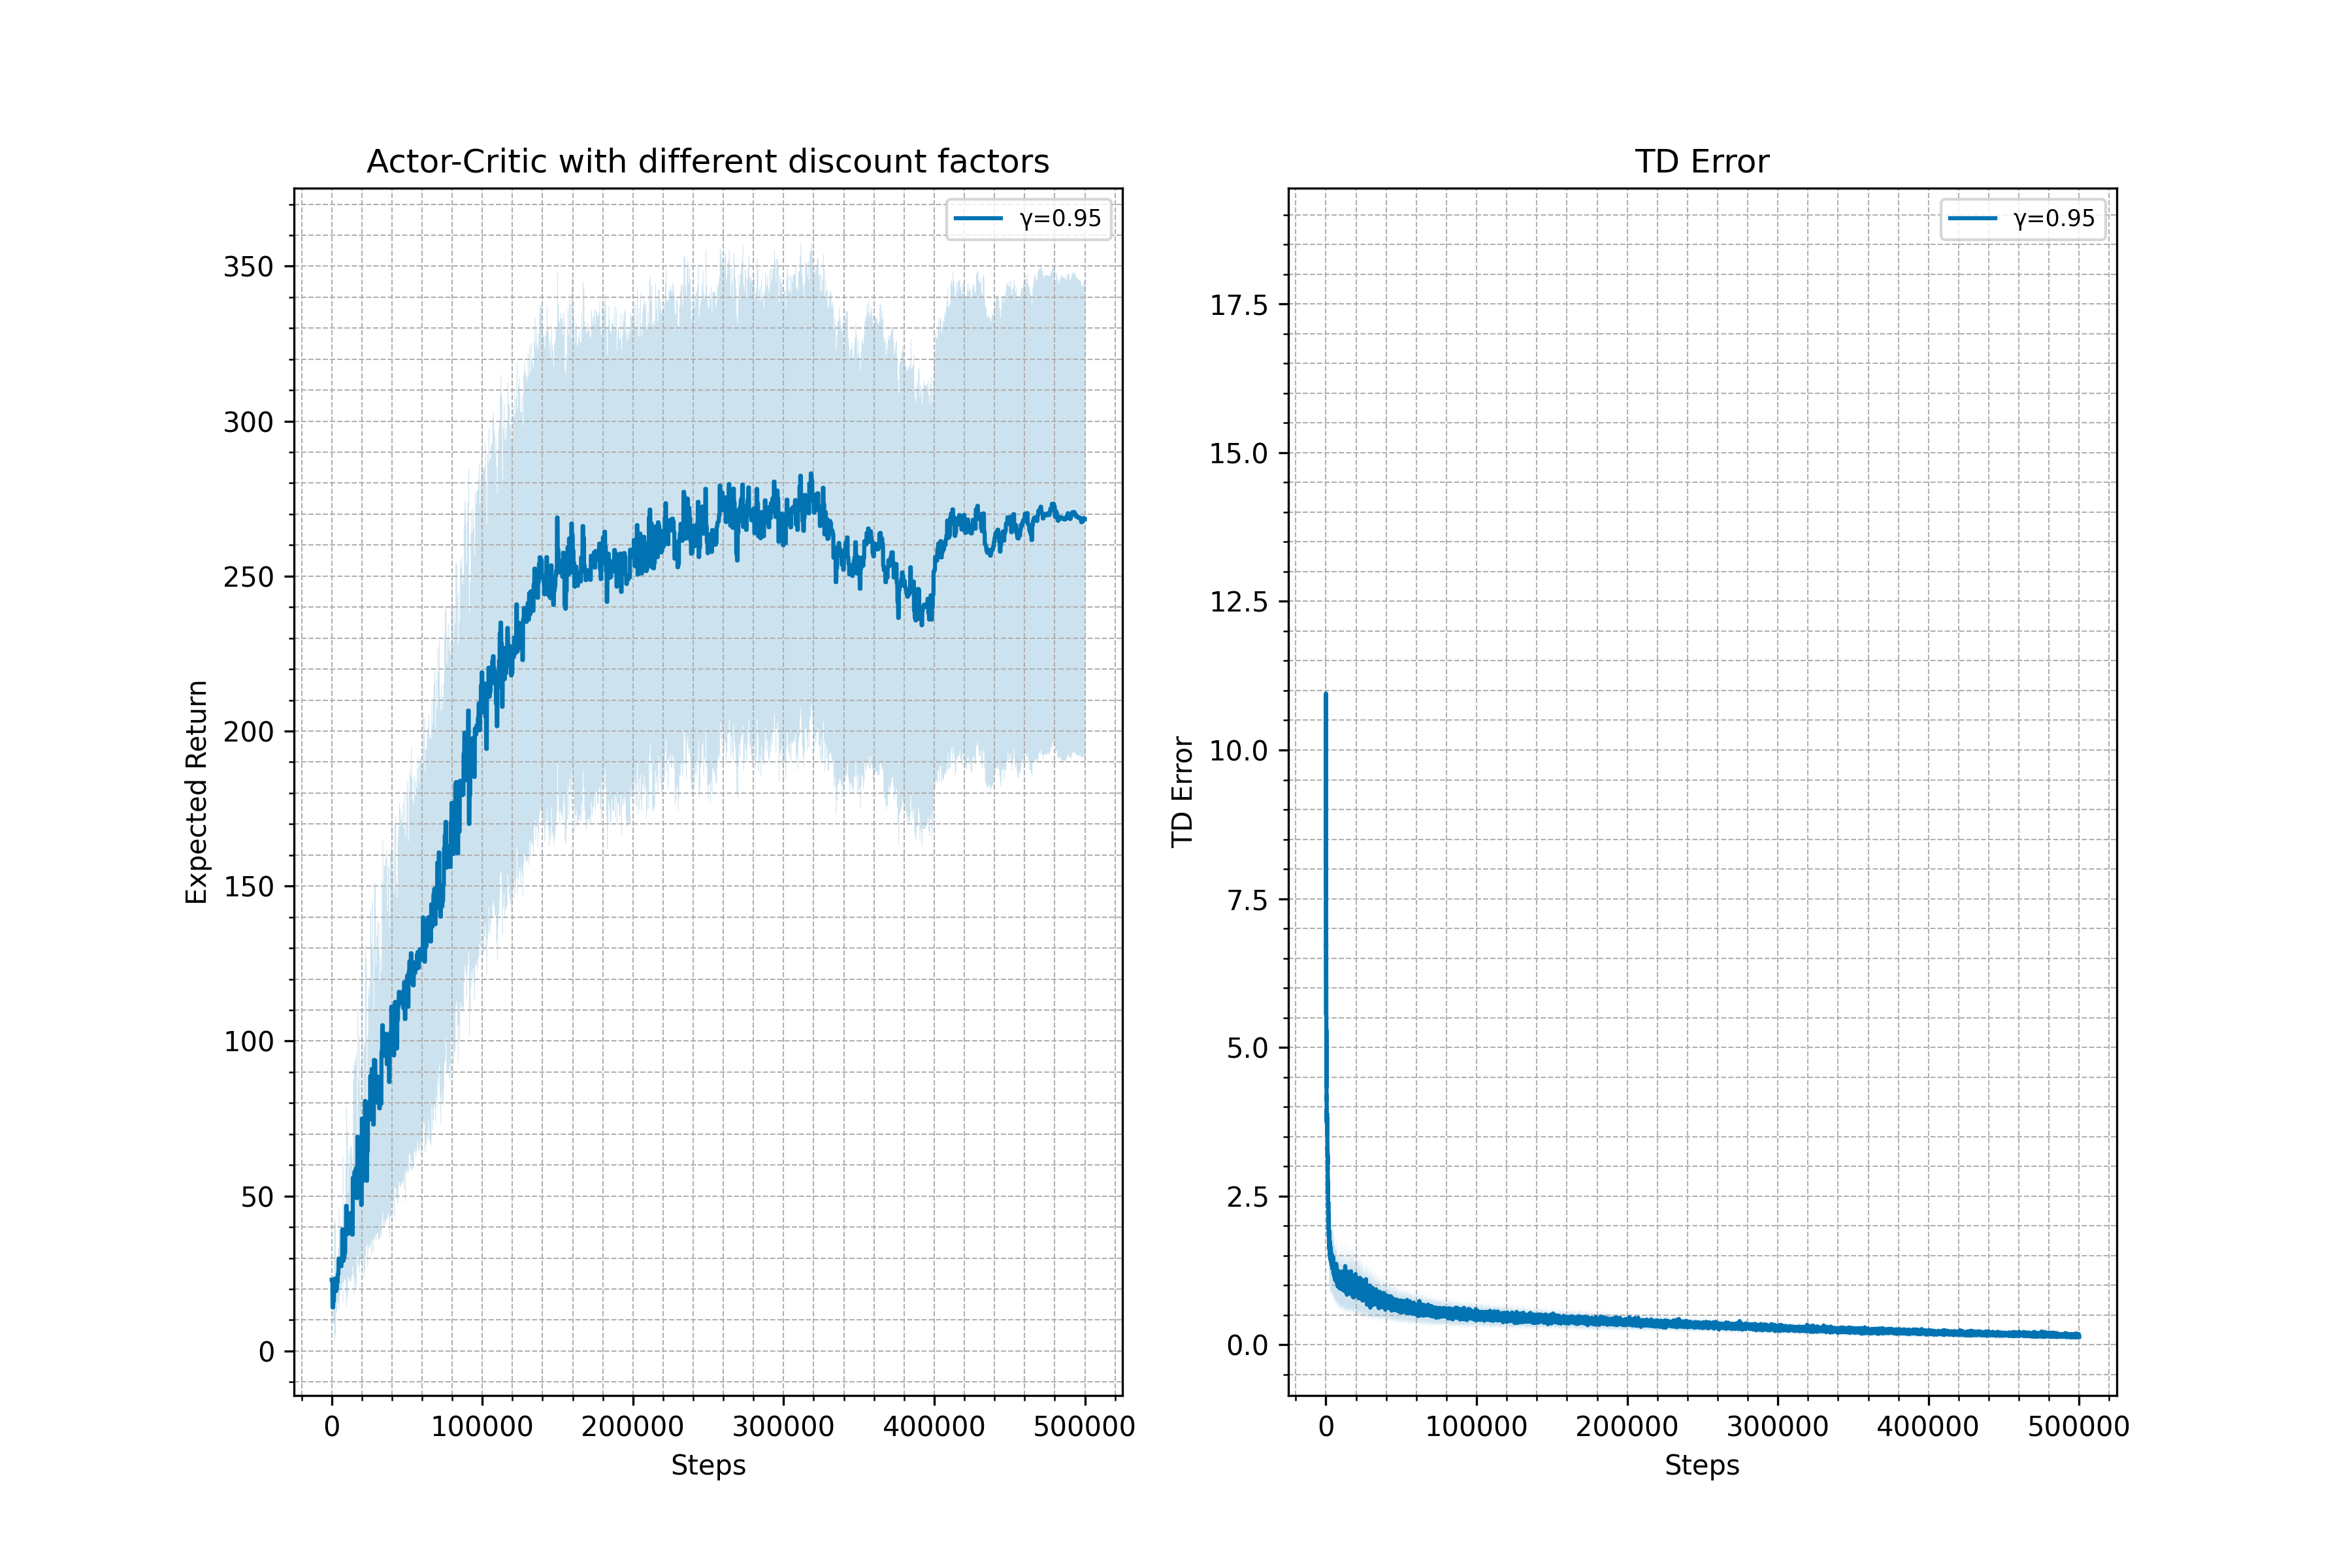 Actor-Critic with different discount factors
γ=0.95
350
300
250
200
150
100
50
0
Expected Return
0 100000 200000 300000 400000 500000
Steps
TD Error
γ=0.95
17.5
15.0
12.5
10.0
7.5
5.0
2.5
0.0
TD Error
0 100000 200000 300000 400000 500000
Steps